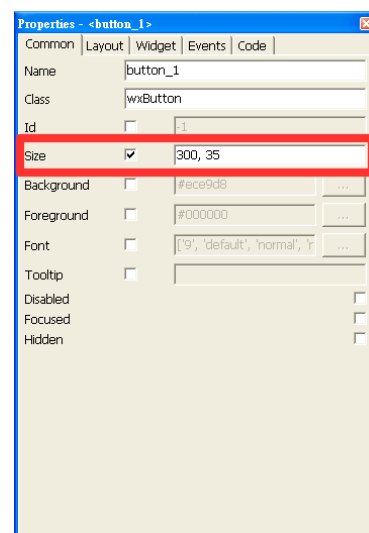 Properties - <button_1>
Common Layout Widget Events Code
Name button_1
Class wxButton
Id -1
Size 300, 35
Background #ece9d8 ...
Foreground #000000 ...
Font ['9', 'default', 'normal', 'r ...
Tooltip
Disabled
Focused
Hidden